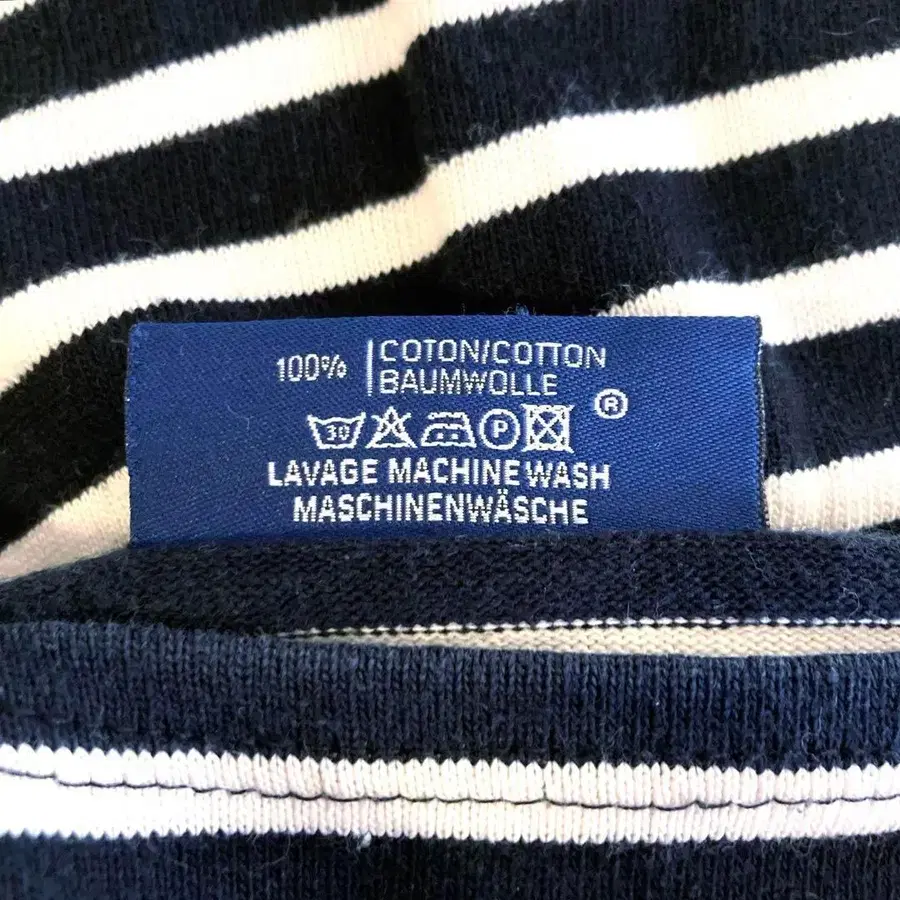 100% COTON/COTTON
BAUMWOLLE
®
30 P
LAVAGE MACHINE WASH
MASCHINENWÄSCHE